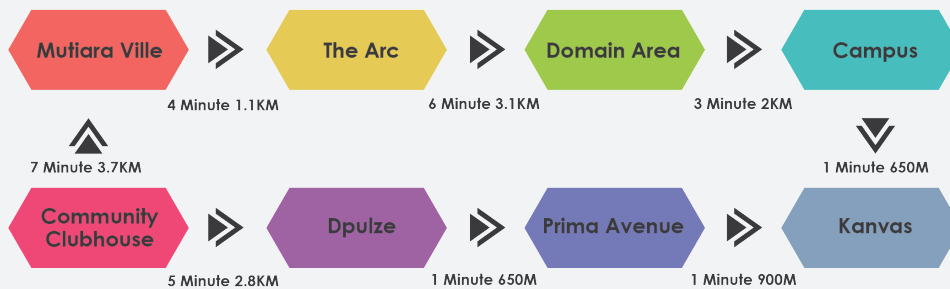 Mutiara Ville
The Arc
Domain Area
Campus
4 Minute 1.1KM
6 Minute 3.1KM
3 Minute 2KM
7 Minute 3.7KM
1 Minute 650M
Community
Clubhouse
Dpulze
Prima Avenue
Kanvas
5 Minute 2.8KM
1 Minute 650M
1 Minute 900M